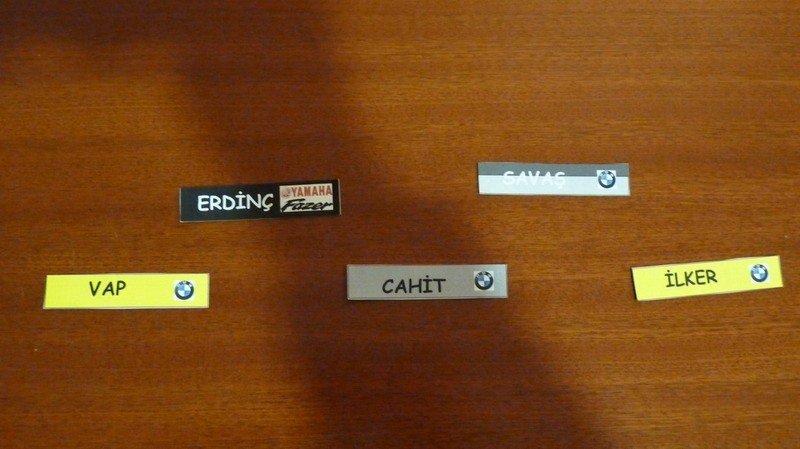 ERDİNÇ
YAMAHA
Fazer
SAVAŞ
VAP
CAHİT
İLKER